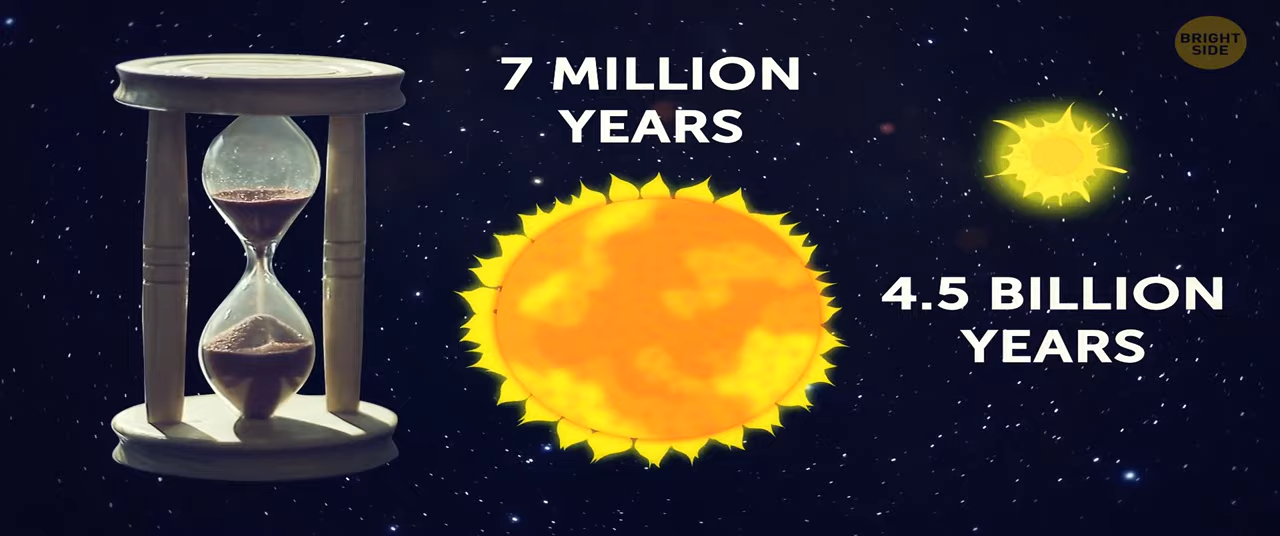 7 MILLION
YEARS
BRIGHT
SIDE
4.5 BILLION
YEARS